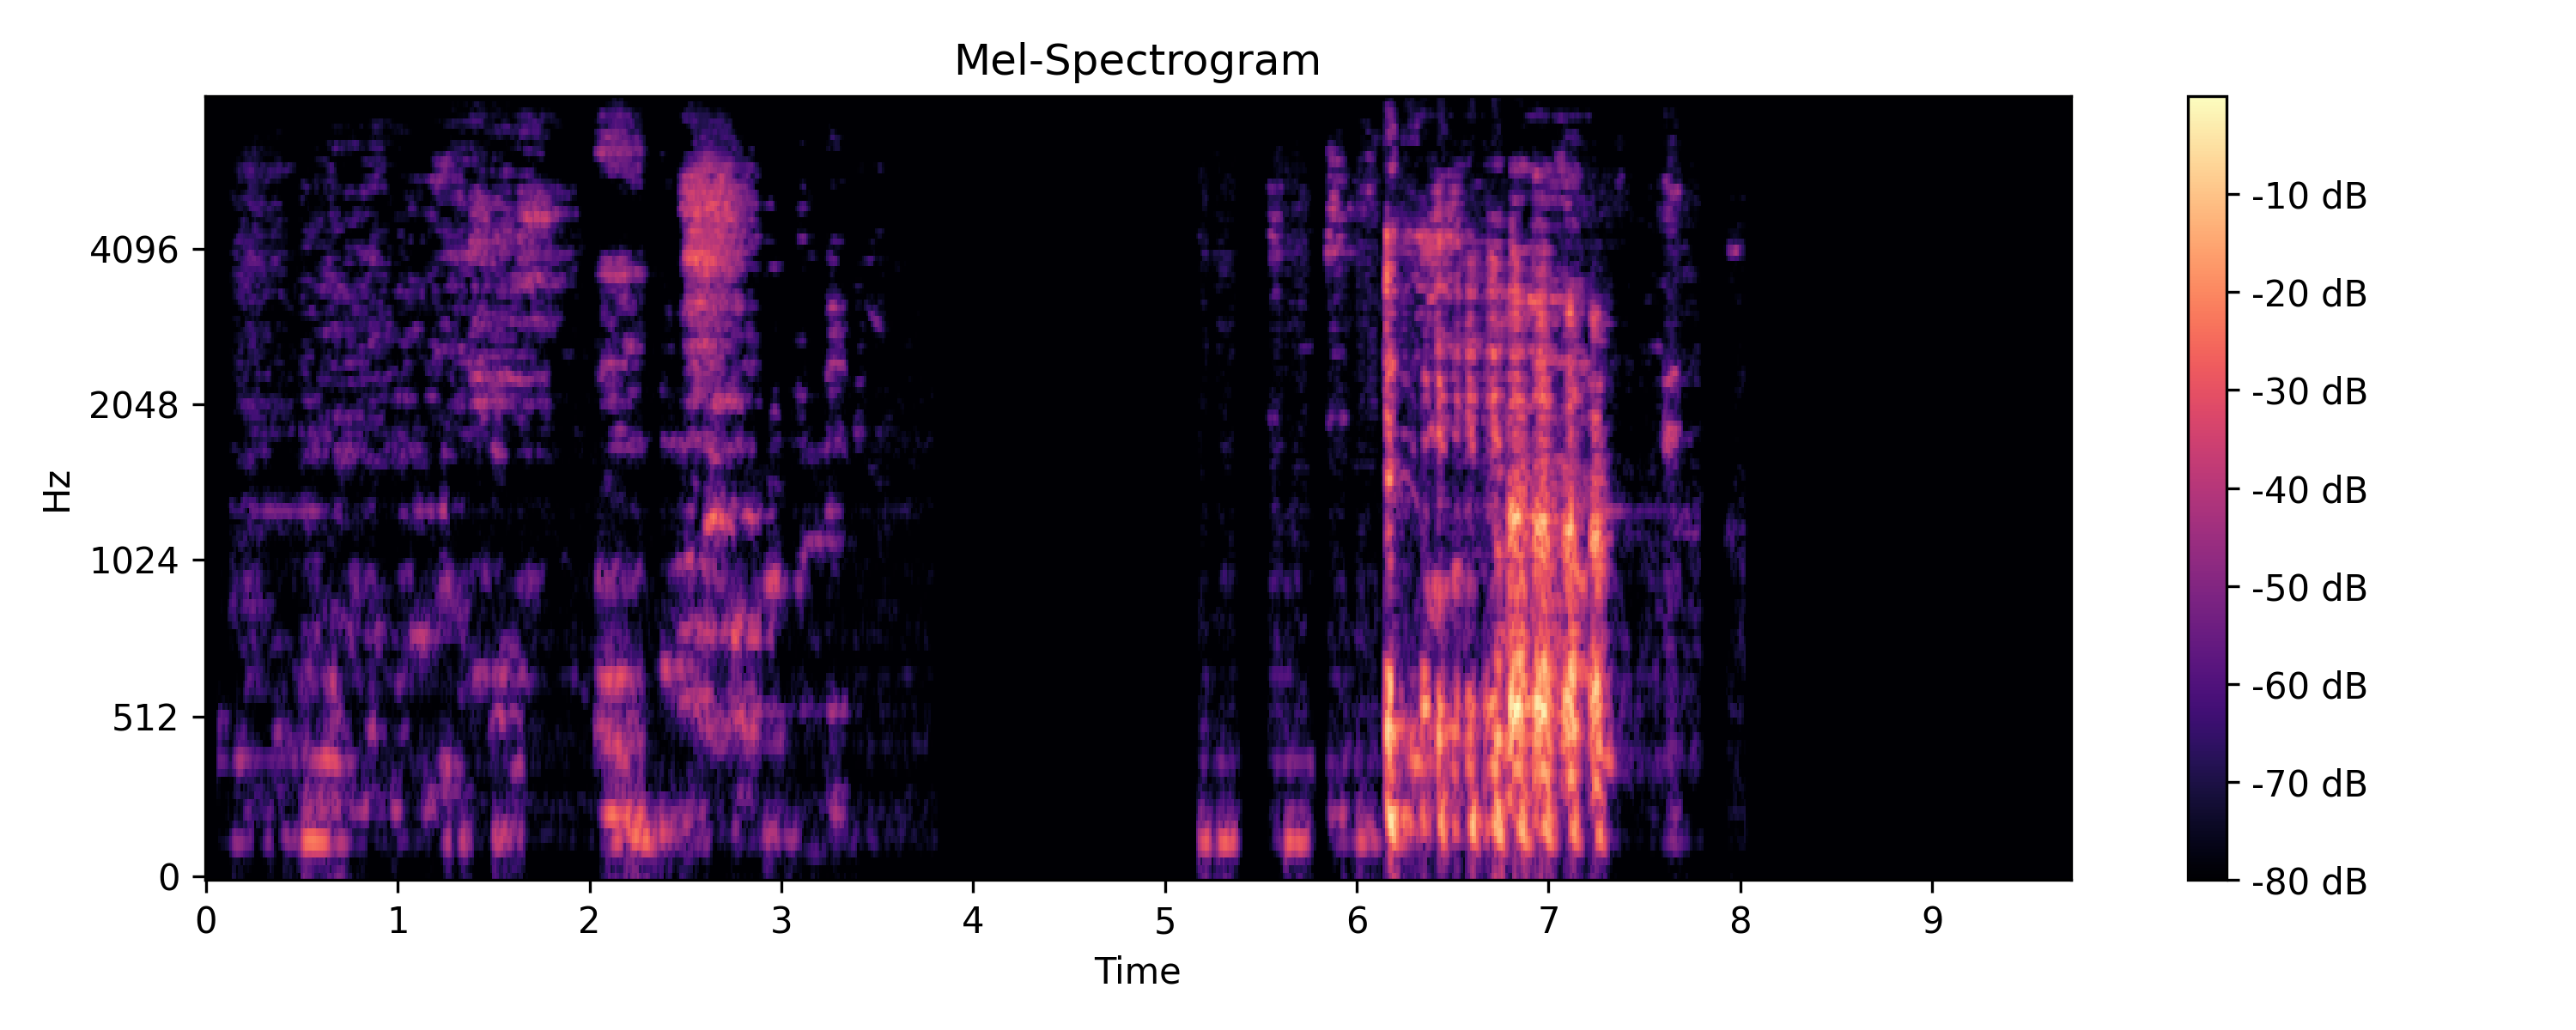 Mel-Spectrogram
Hz
4096
2048
1024
512
0
0 1 2 3 4 5 6 7 8 9
Time
-10 dB
-20 dB
-30 dB
-40 dB
-50 dB
-60 dB
-70 dB
-80 dB